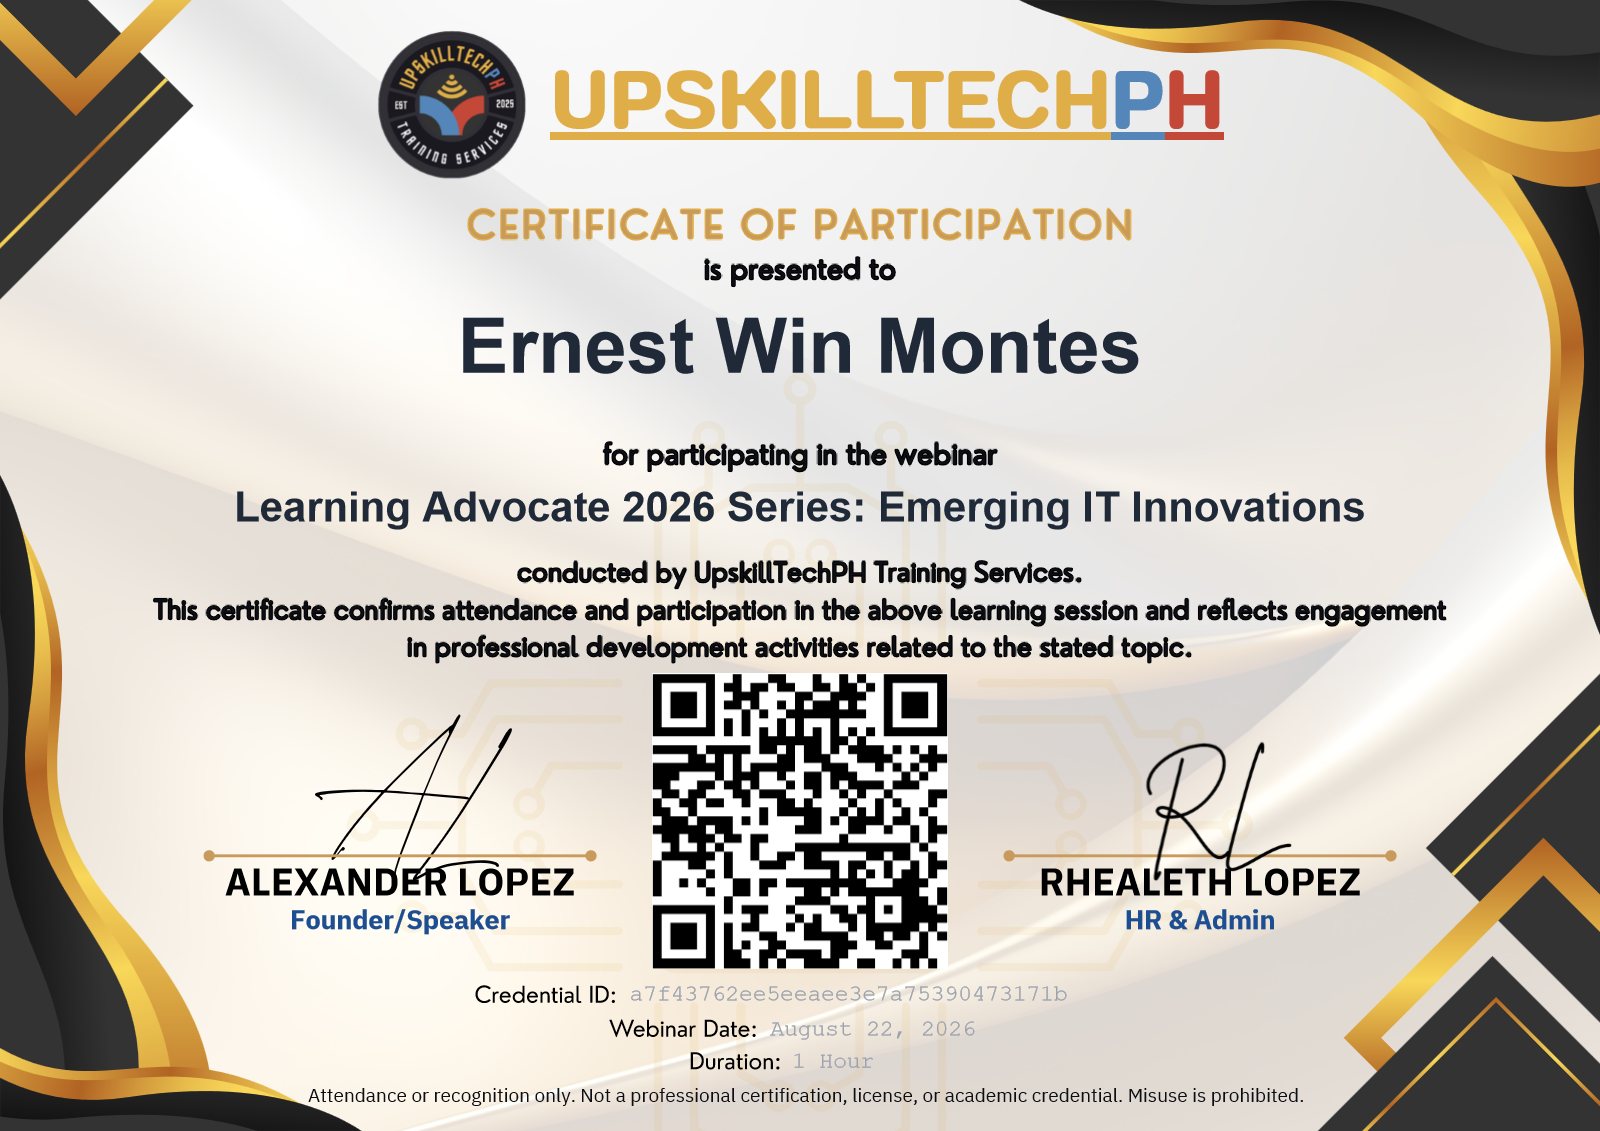 UPSKILLTECHPH
EST 2025
TRAINING SERVICES
UPSKILLTECHPH
CERTIFICATE OF PARTICIPATION
is presented to
Ernest Win Montes
for participating in the webinar
Learning Advocate 2026 Series: Emerging IT Innovations
conducted by UpskillTechPH Training Services.
This certificate confirms attendance and participation in the above learning session and reflects engagement
in professional development activities related to the stated topic.
ALEXANDER LOPEZ
Founder/Speaker
RHEALETH LOPEZ
HR & Admin
Credential ID: a7f43762ee5eeaee3e7a75390473171b
Webinar Date: August 22, 2026
Duration: 1 Hour
Attendance or recognition only. Not a professional certification, license, or academic credential. Misuse is prohibited.